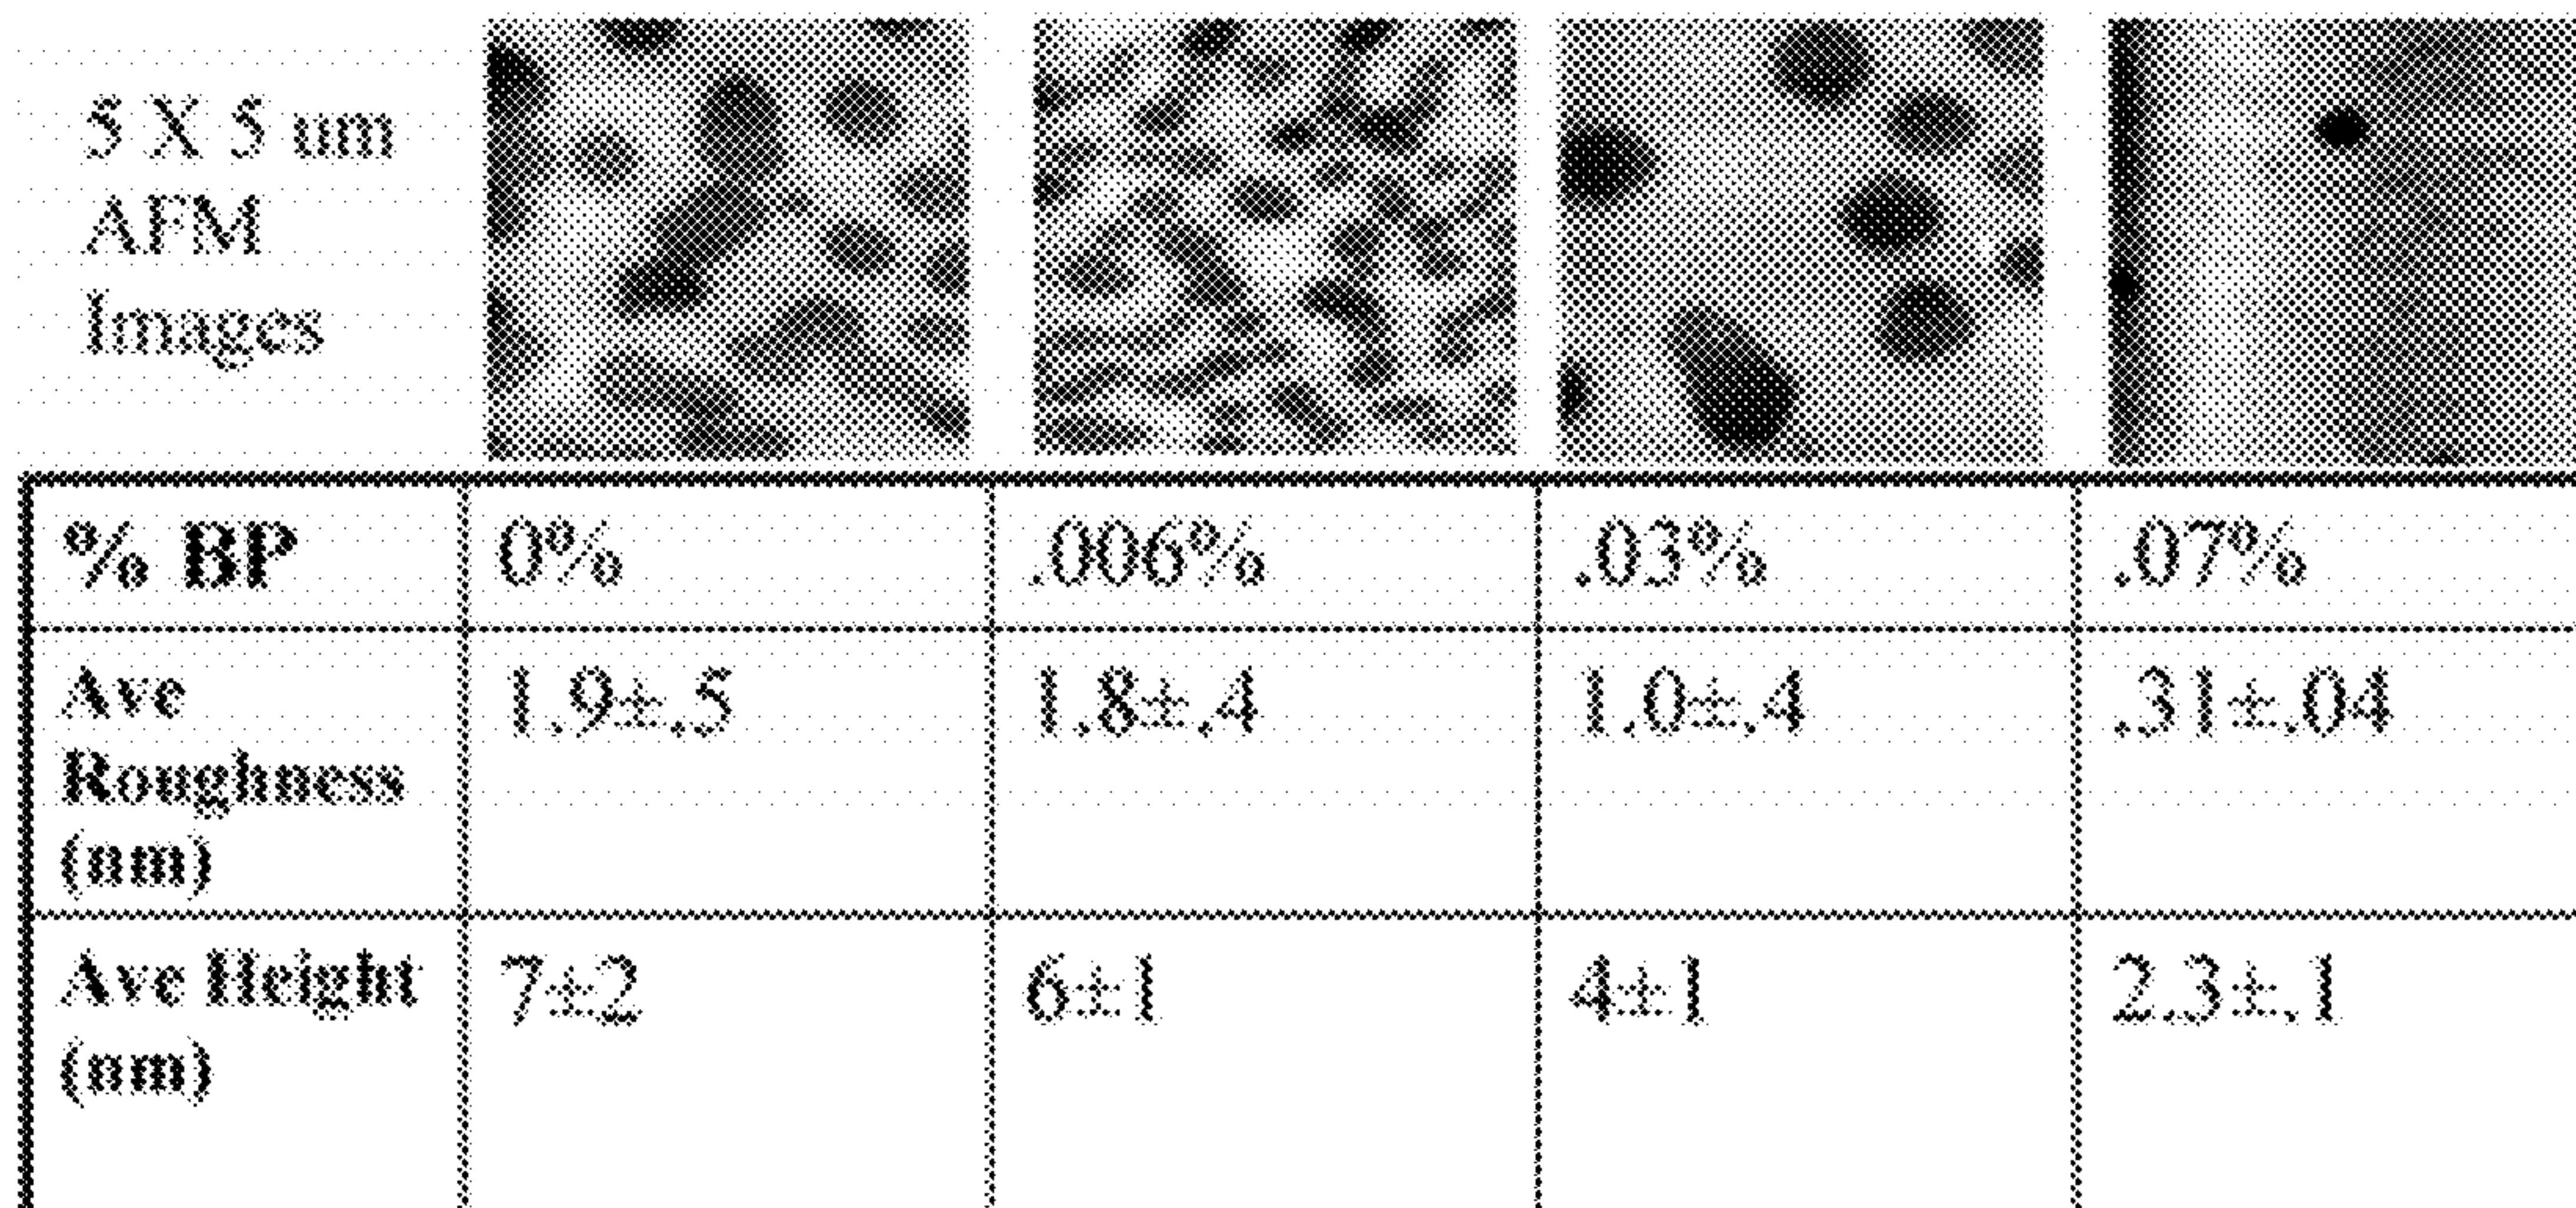 5 X 5 um
AFM
Images
% BP 0% .006% .03% .07%
Ave
Roughness
(nm) 1.9±.5 1.8±.4 1.0±.4 .31±.04
Ave Height
(nm) 7±2 6±1 4±1 2.3±.1